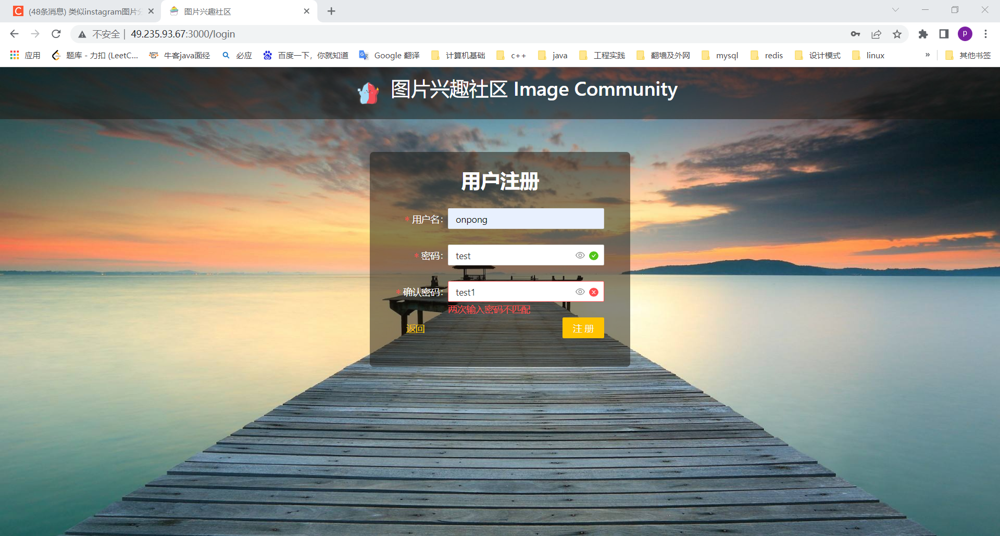 (48条消息) 类似instagram图片分
图片兴趣社区
不安全 | 49.235.93.67:3000/login
P
应用 题库 - 力扣 (LeetC... 牛客java面经 必应 百度一下，你就知道 Google 翻译 计算机基础 c++ java 工程实践 翻墙及外网 mysql redis 设计模式 linux » 其他书签
图片兴趣社区 Image Community
用户注册
* 用户名: onpong
* 密码: test
* 确认密码: test1
两次输入密码不匹配
返回 注 册